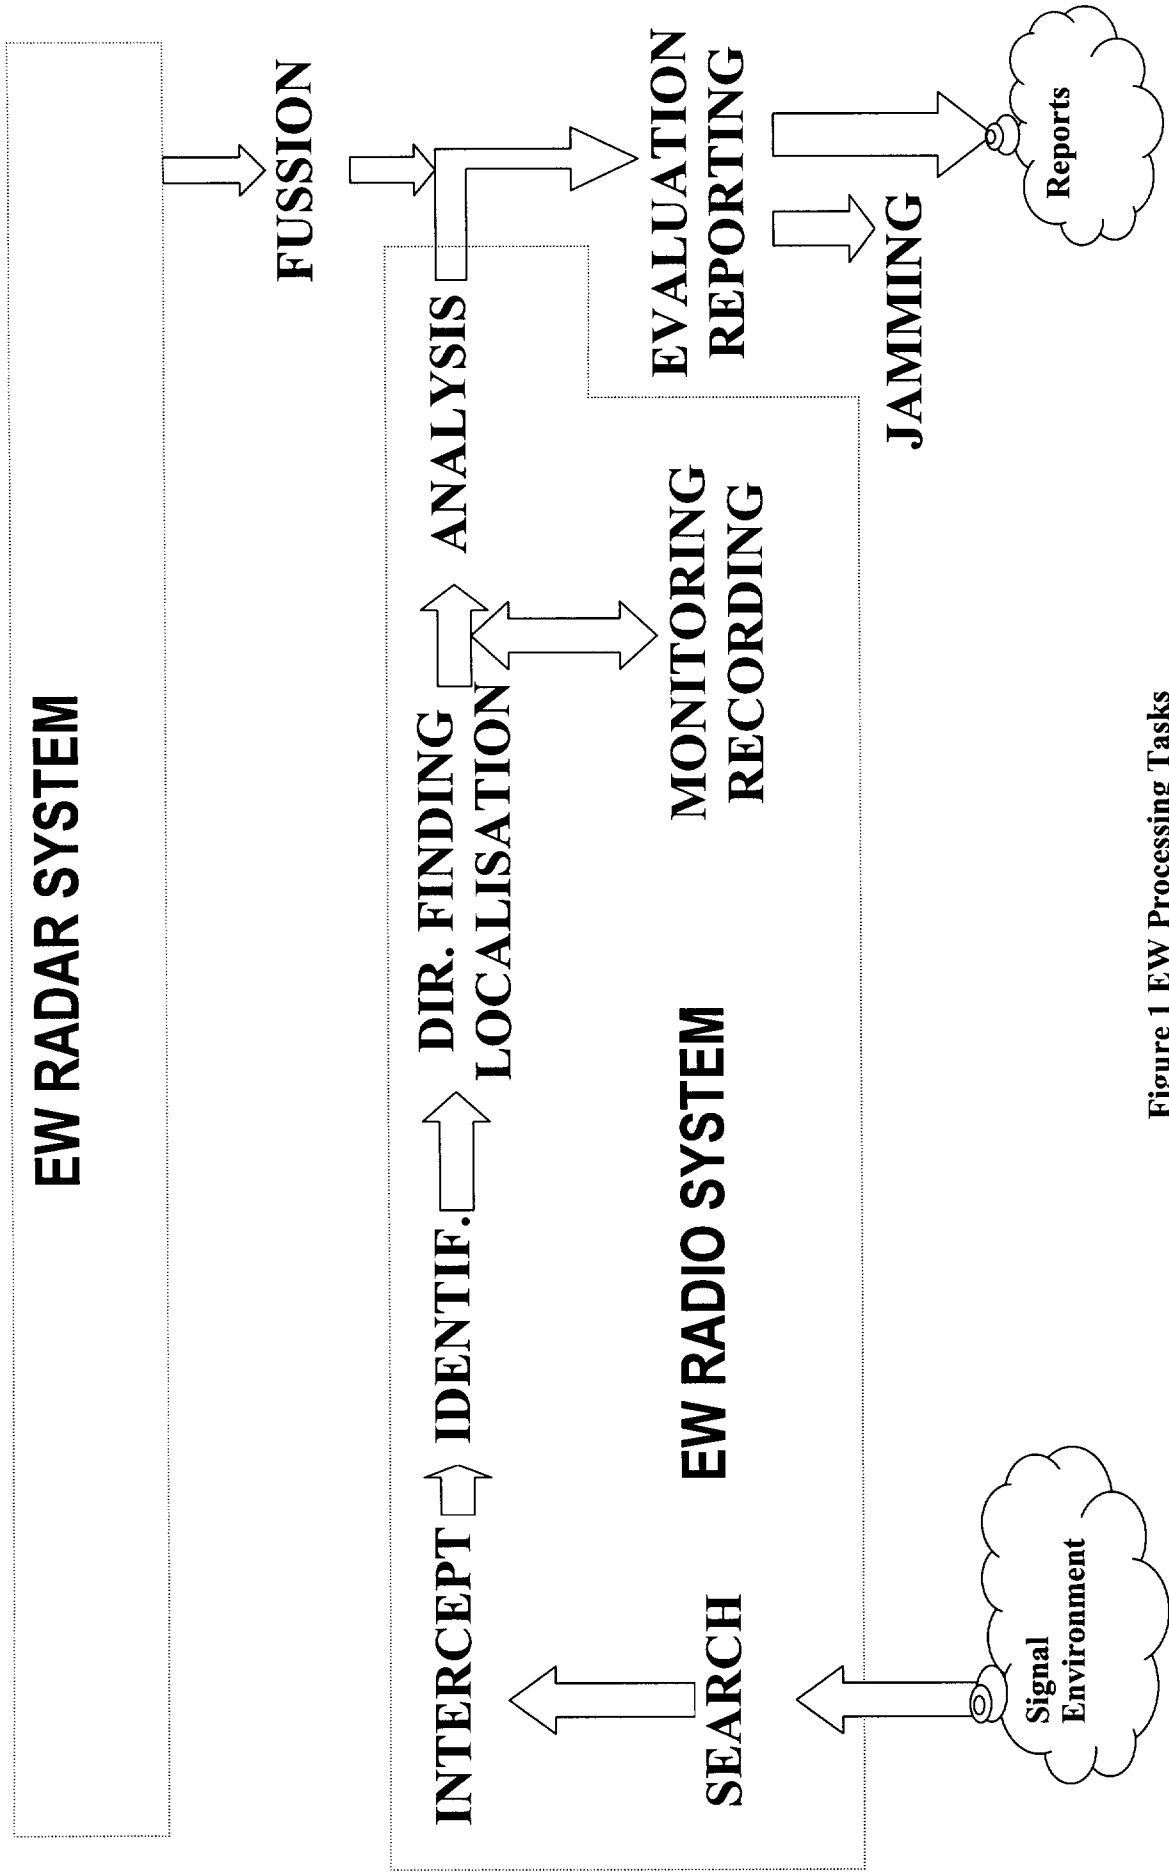 EW RADAR SYSTEM
FUSSION
INTERCEPT
IDENTIF.
DIR. FINDING
LOCALISATION
ANALYSIS
SEARCH
EW RADIO SYSTEM
MONITORING
RECORDING
EVALUATION
REPORTING
JAMMING
Signal
Environment
Reports
Figure 1 EW Processing Tasks